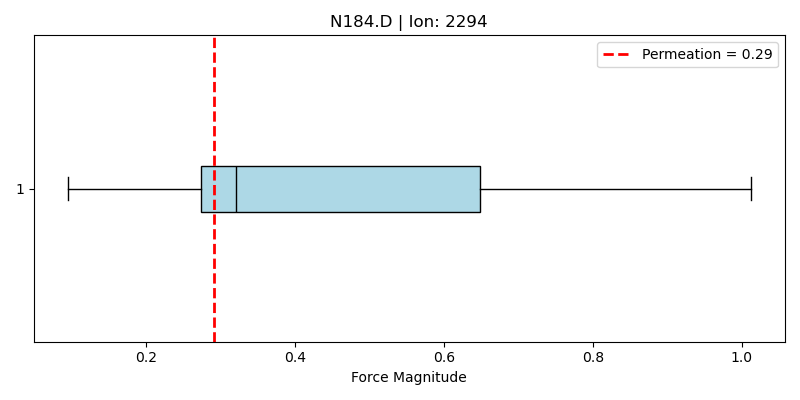 N184.D | Ion: 2294
Permeation = 0.29
1
0.2 0.4 0.6 0.8 1.0
Force Magnitude